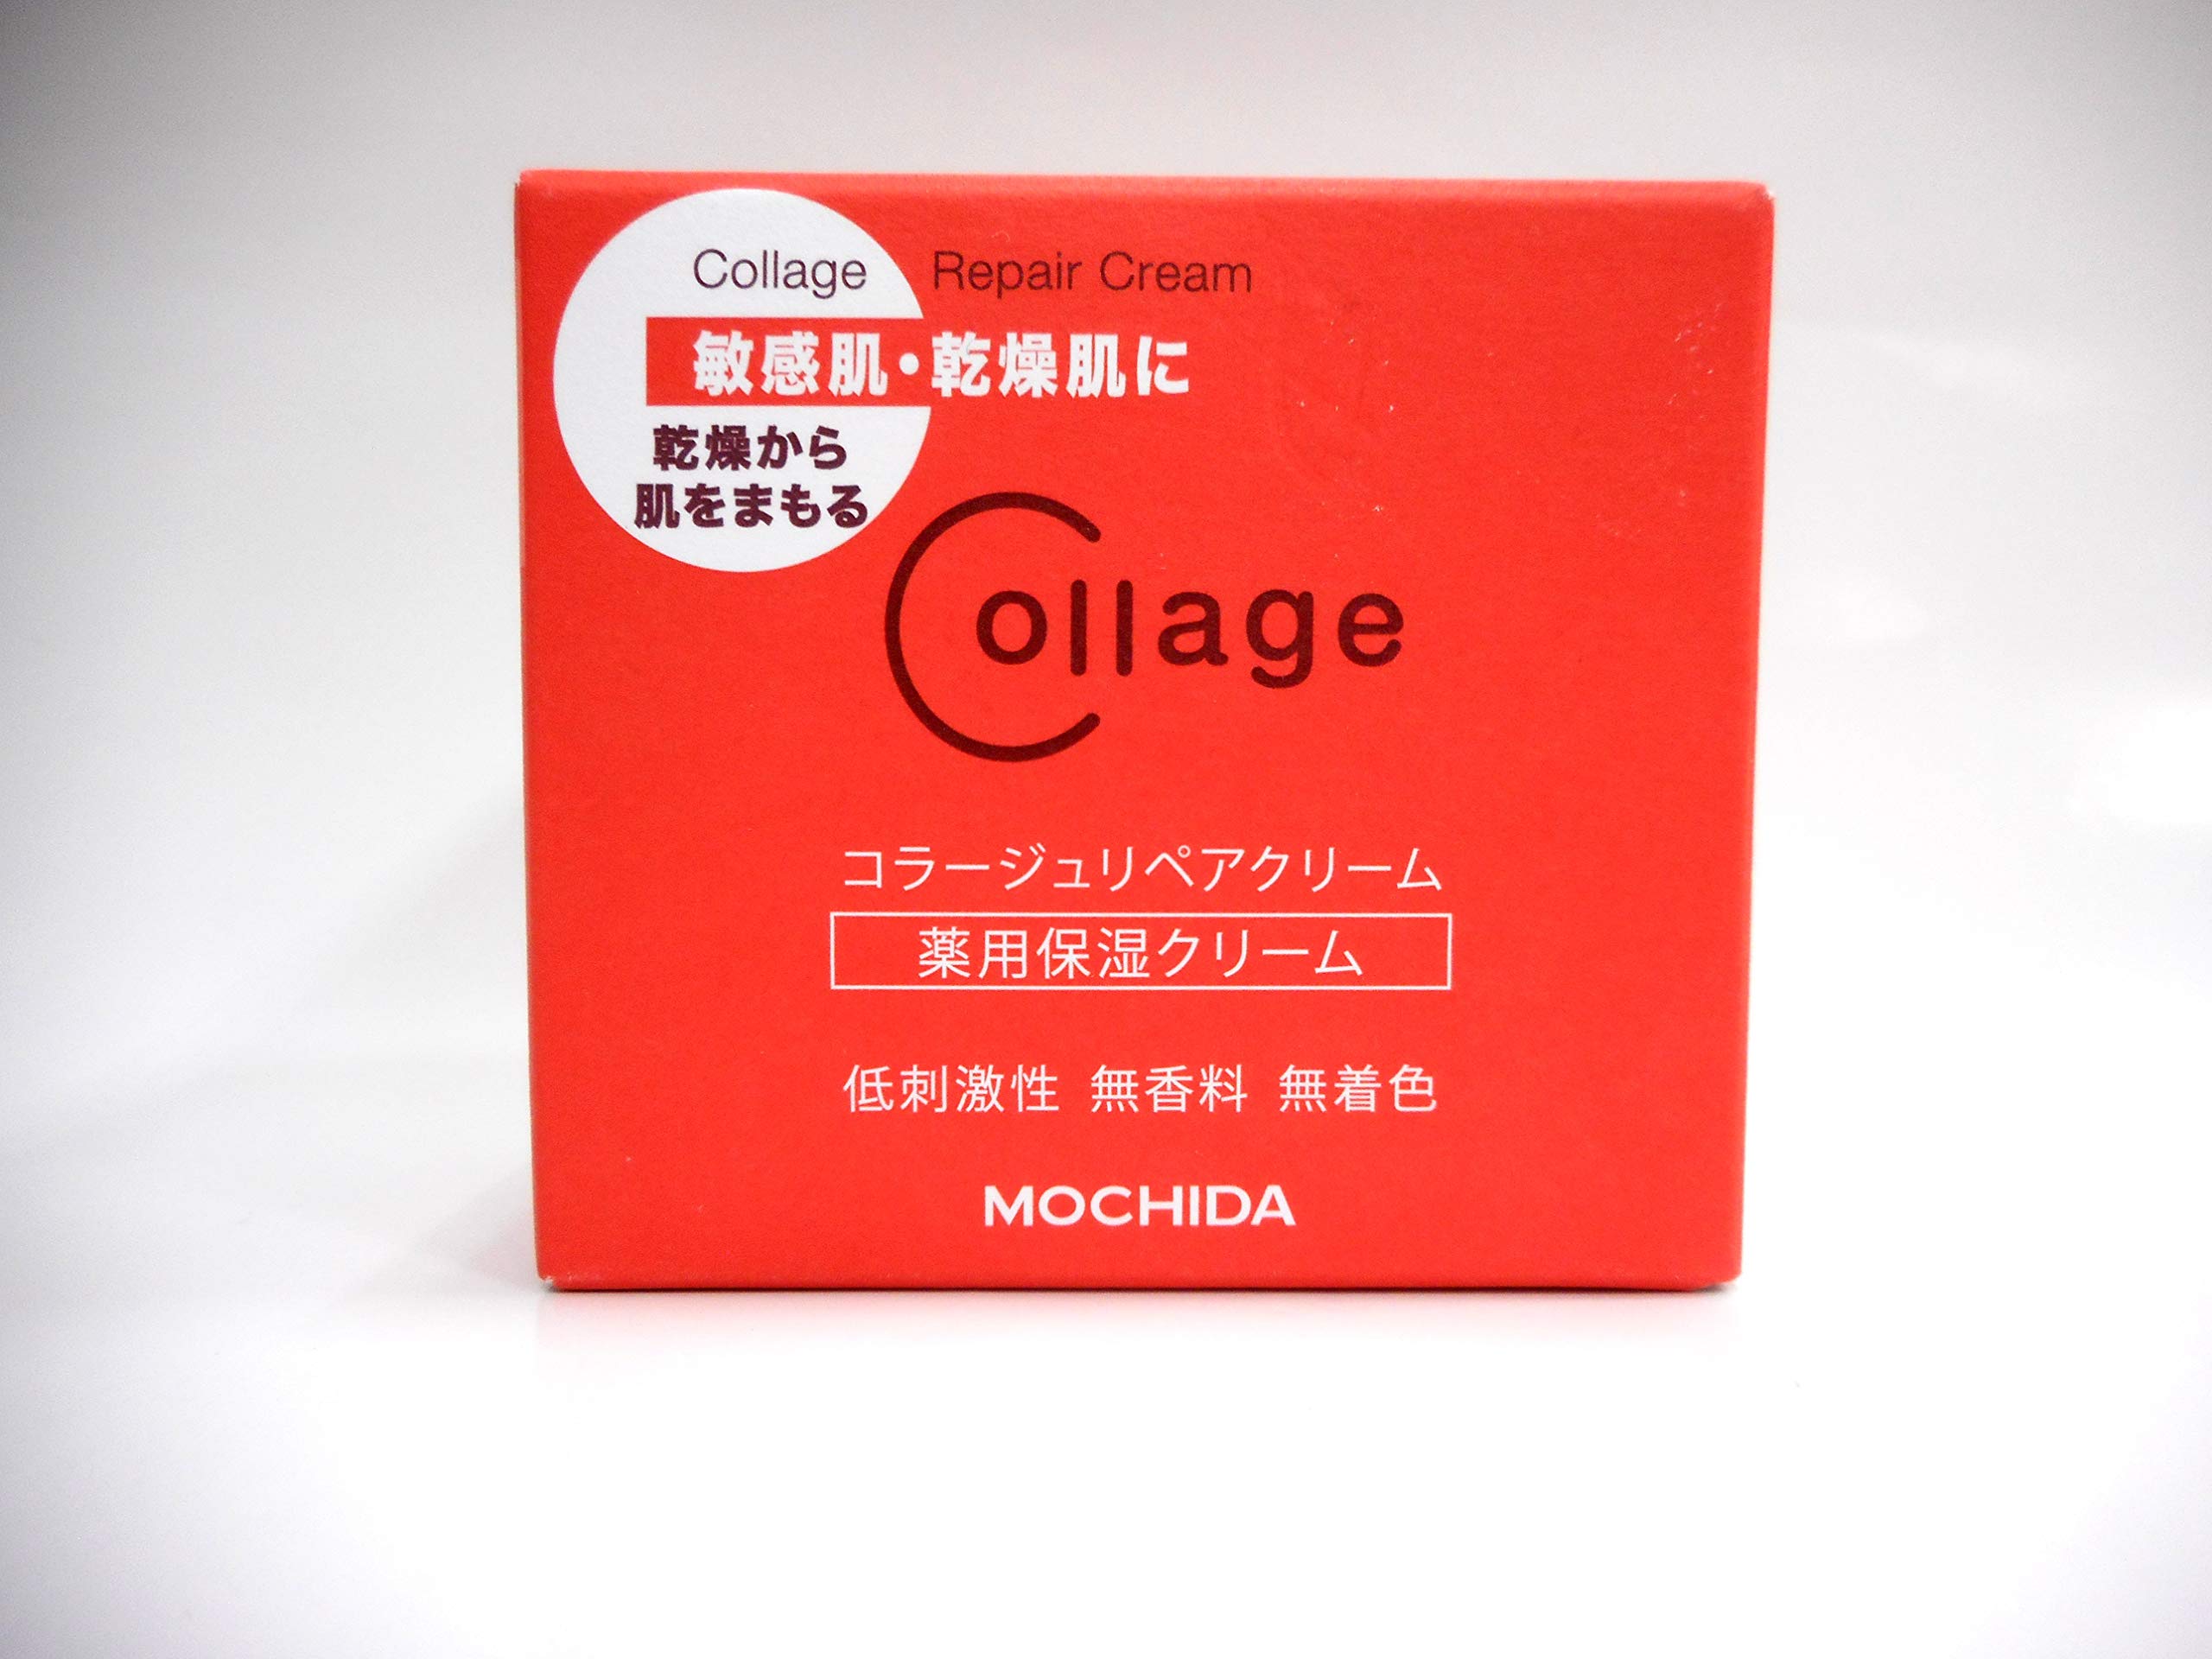 Collage Repair Cream
敏感肌・乾燥肌に
乾燥から
肌をまもる
Collage
コラージュリペアクリーム
薬用保湿クリーム
低刺激性 無香料 無着色
MOCHIDA